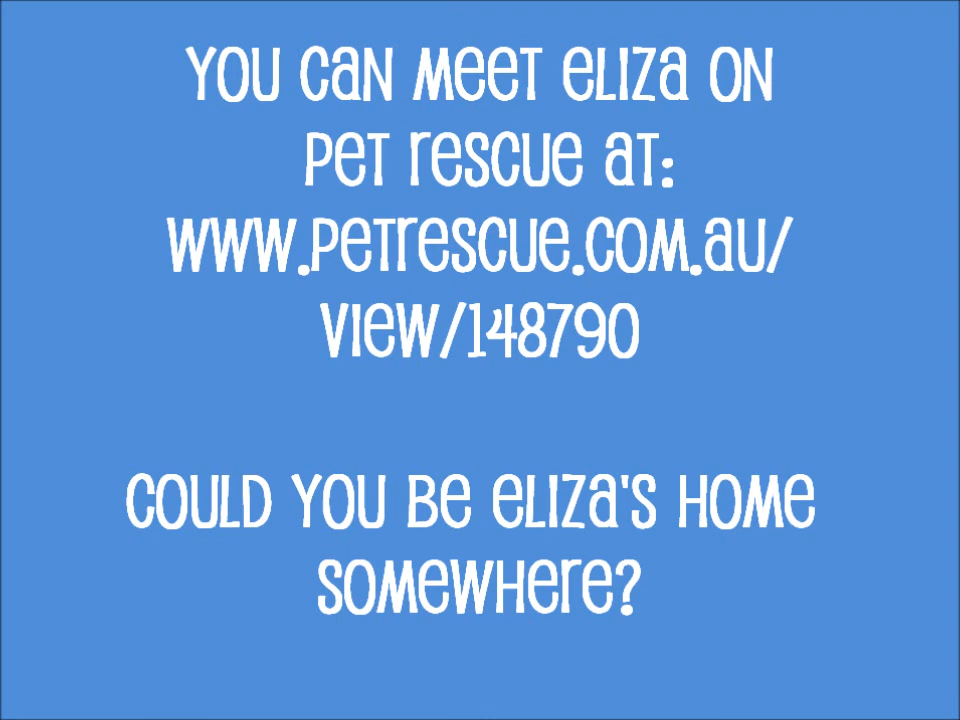 You can meet Eliza on
Pet Rescue at:
www.petrescue.com.au/
view/148790
Could you be Eliza's home
somewhere?